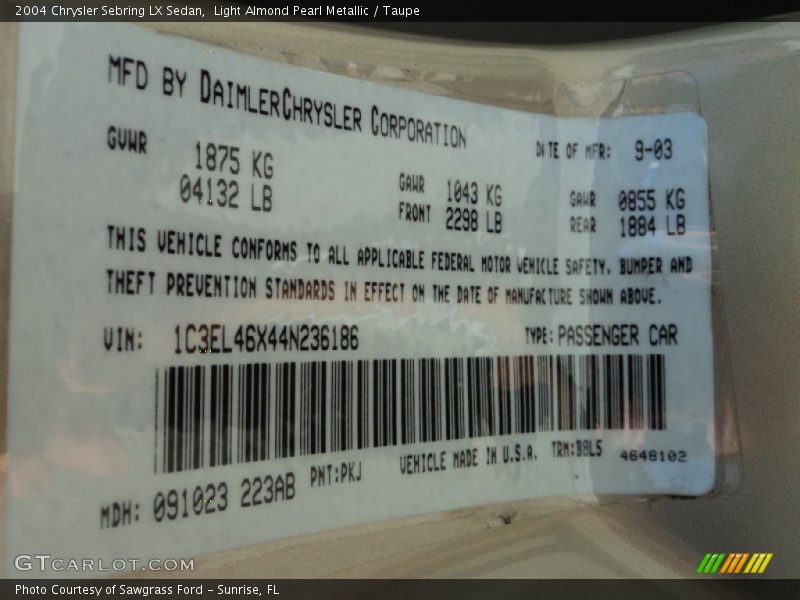 2004 Chrysler Sebring LX Sedan,  Light Almond Pearl Metallic / Taupe
MFD BY DAIMLERCHRYSLER CORPORATION
DATE OF MFR: 9-03
GVWR
1875 KG
04132 LB
GAWR FRONT
1043 KG
2298 LB
GAWR REAR
0855 KG
1884 LB
THIS VEHICLE CONFORMS TO ALL APPLICABLE FEDERAL MOTOR VEHICLE SAFETY, BUMPER AND
THEFT PREVENTION STANDARDS IN EFFECT ON THE DATE OF MANUFACTURE SHOWN ABOVE.
VIN: 1C3EL46X44N236186 TYPE: PASSENGER CAR
MDH: 091023 223AB PNT:PKJ VEHICLE MADE IN U.S.A. TRM:B8L5 4648102
GTCARLOT.COM
Photo Courtesy of Sawgrass Ford - Sunrise, FL